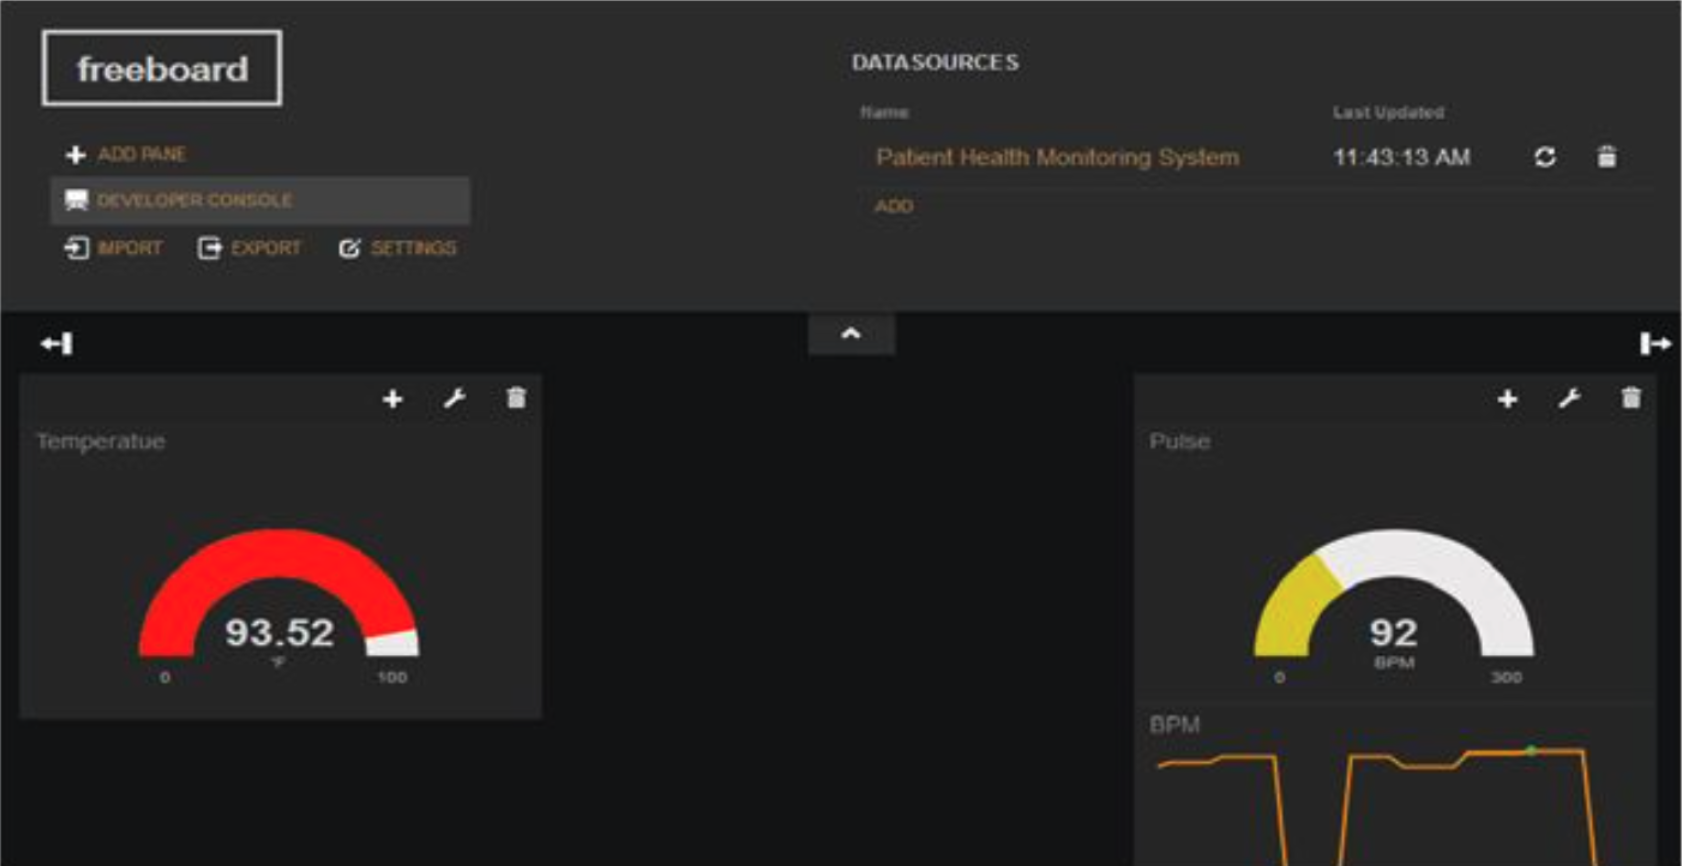 freeboard
ADD PANE
DEVELOPER CONSOLE
IMPORT EXPORT SETTINGS
DATASOURCES
Name Last Updated
Patient Health Monitoring System 11:43:13 AM
ADD
Temperatue
93.52
°F
0 100
Pulse
92
BPM
0 300
BPM